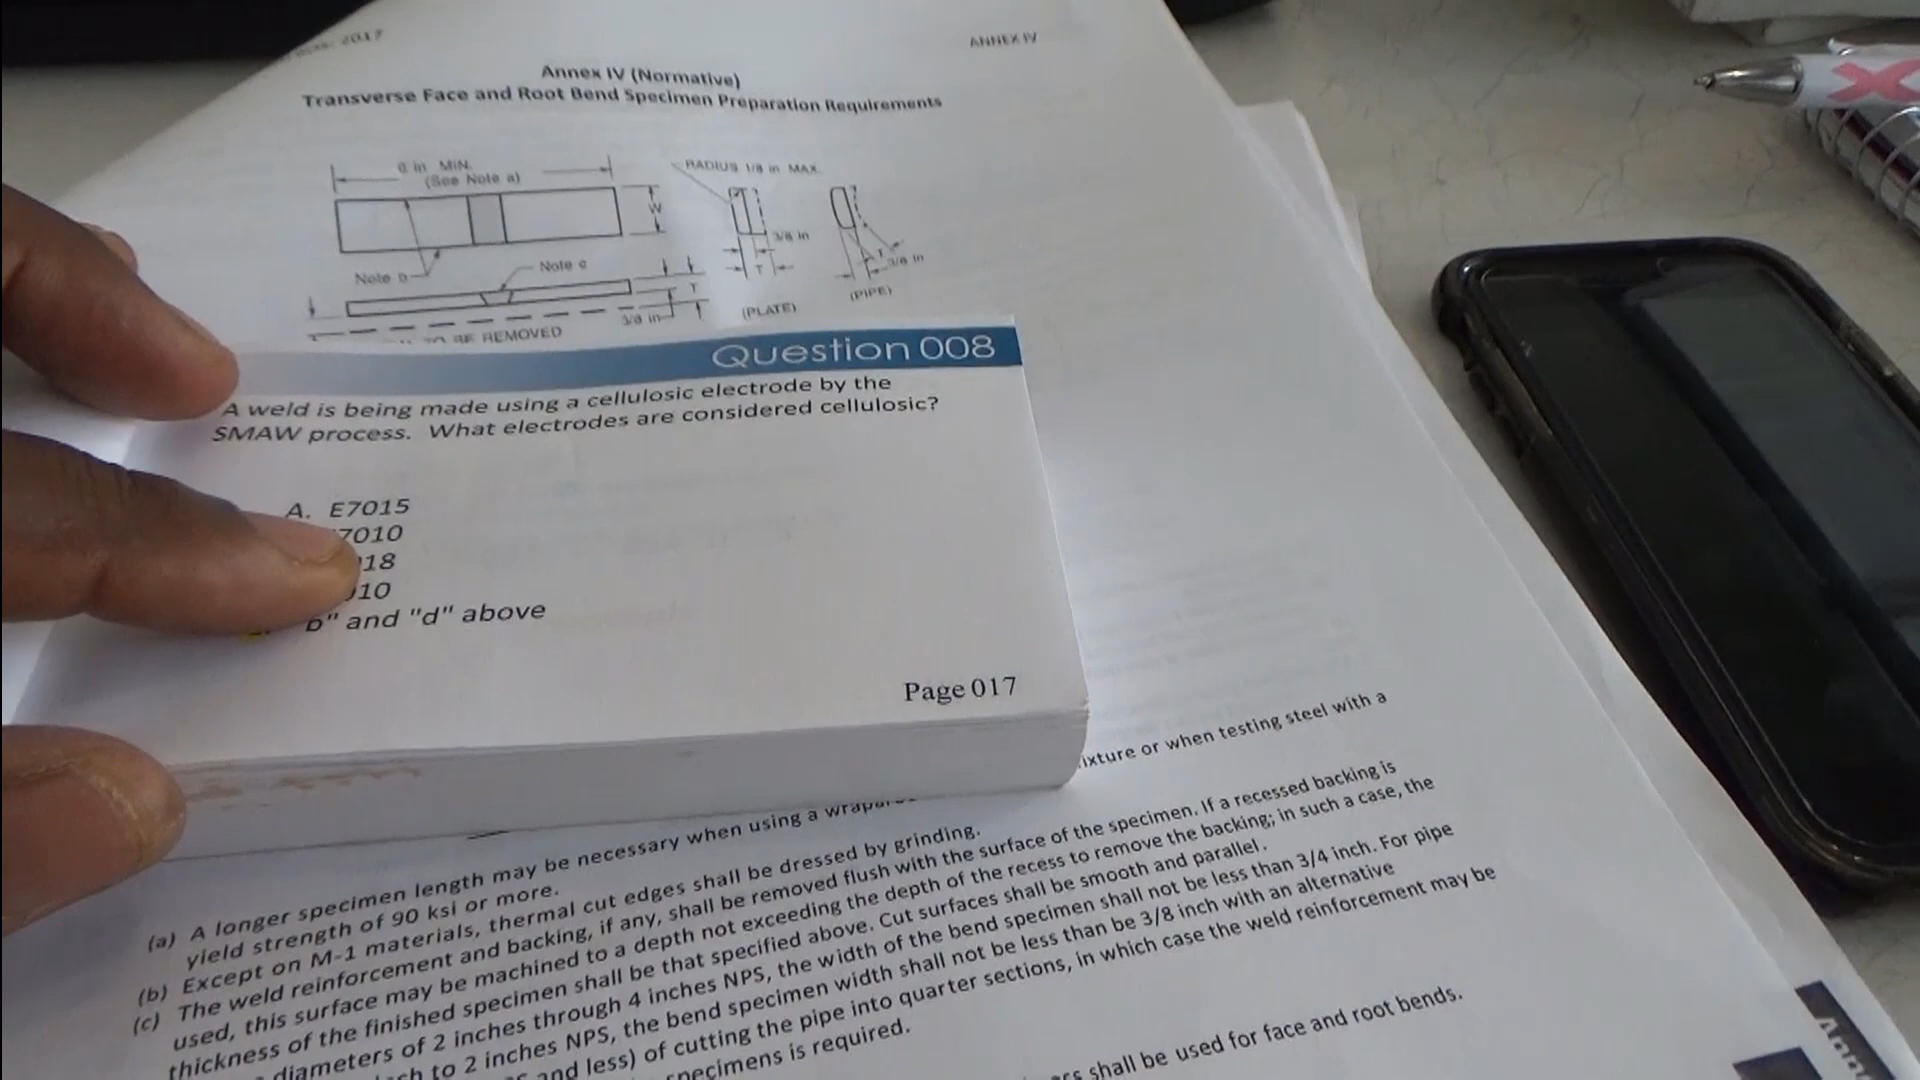 2017
ANNEX IV
Annex IV (Normative)
Transverse Face and Root Bend Specimen Preparation Requirements
6 in MIN.
(See Note a)
RADIUS 1/8 in MAX.
W
3/8 in
T
T
3/8 in
Note b
Note c
T
3/8 in
(PLATE)
(PIPE)
TO BE REMOVED
Question 008
A weld is being made using a cellulosic electrode by the
SMAW process. What electrodes are considered cellulosic?
A. E7015
7010
18
10
b" and "d" above
Page 017
ixture or when testing steel with a
(a) A longer specimen length may be necessary when using a
yield strength of 90 ksi or more.
(b) Except on M-1 materials, thermal cut edges shall be dressed by grinding.
(c) The weld reinforcement and backing, if any, shall be removed flush with the surface of the specimen. If a recessed backing is
used, this surface may be machined to a depth not exceeding the depth of the recess to remove the backing; in such a case, the
thickness of the finished specimen shall be that specified above. Cut surfaces shall be smooth and parallel.
diameters of 2 inches through 4 inches NPS, the width of the bend specimen shall not be less than 3/4 inch. For pipe
to 2 inches NPS, the bend specimen width shall not be less than be 3/8 inch with an alternative
and less) of cutting the pipe into quarter sections, in which case the weld reinforcement may be
specimens is required.
shall be used for face and root bends.